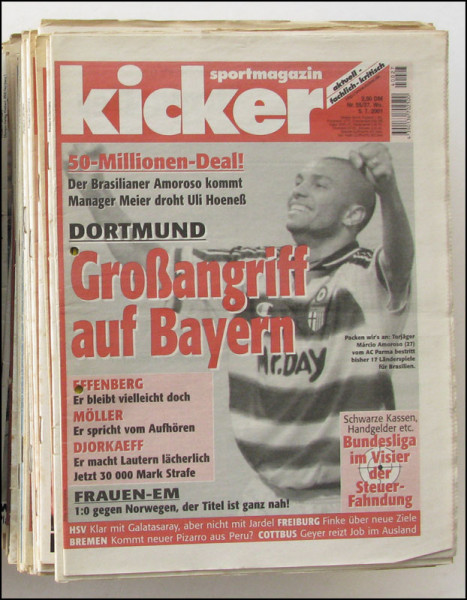 sportmagazin
kicker
aktuell -
fachlich - kritisch
50-Millionen-Deal!
Der Brasilianer Amoroso kommt
Manager Meier droht Uli Hoeneß
DORTMUND
Großangriff
auf Bayern
Mr.DAY
Packen wir's an: Torjäger
Márcio Amoroso (27)
vom AC Parma bestritt
bisher 17 Länderspiele
für Brasilien.
EFFENBERG
Er bleibt vielleicht doch
MÖLLER
Er spricht vom Aufhören
DJORKAEFF
Er macht Lautern lächerlich
Jetzt 30 000 Mark Strafe
Schwarze Kassen,
Handgelder etc.
Bundesliga
im Visier
der
Steuer-
Fahndung
FRAUEN-EM
1:0 gegen Norwegen, der Titel ist ganz nah!
HSV Klar mit Galatasaray, aber nicht mit Jardel FREIBURG Finke über neue Ziele
BREMEN Kommt neuer Pizarro aus Peru? COTTBUS Geyer reizt Job im Ausland